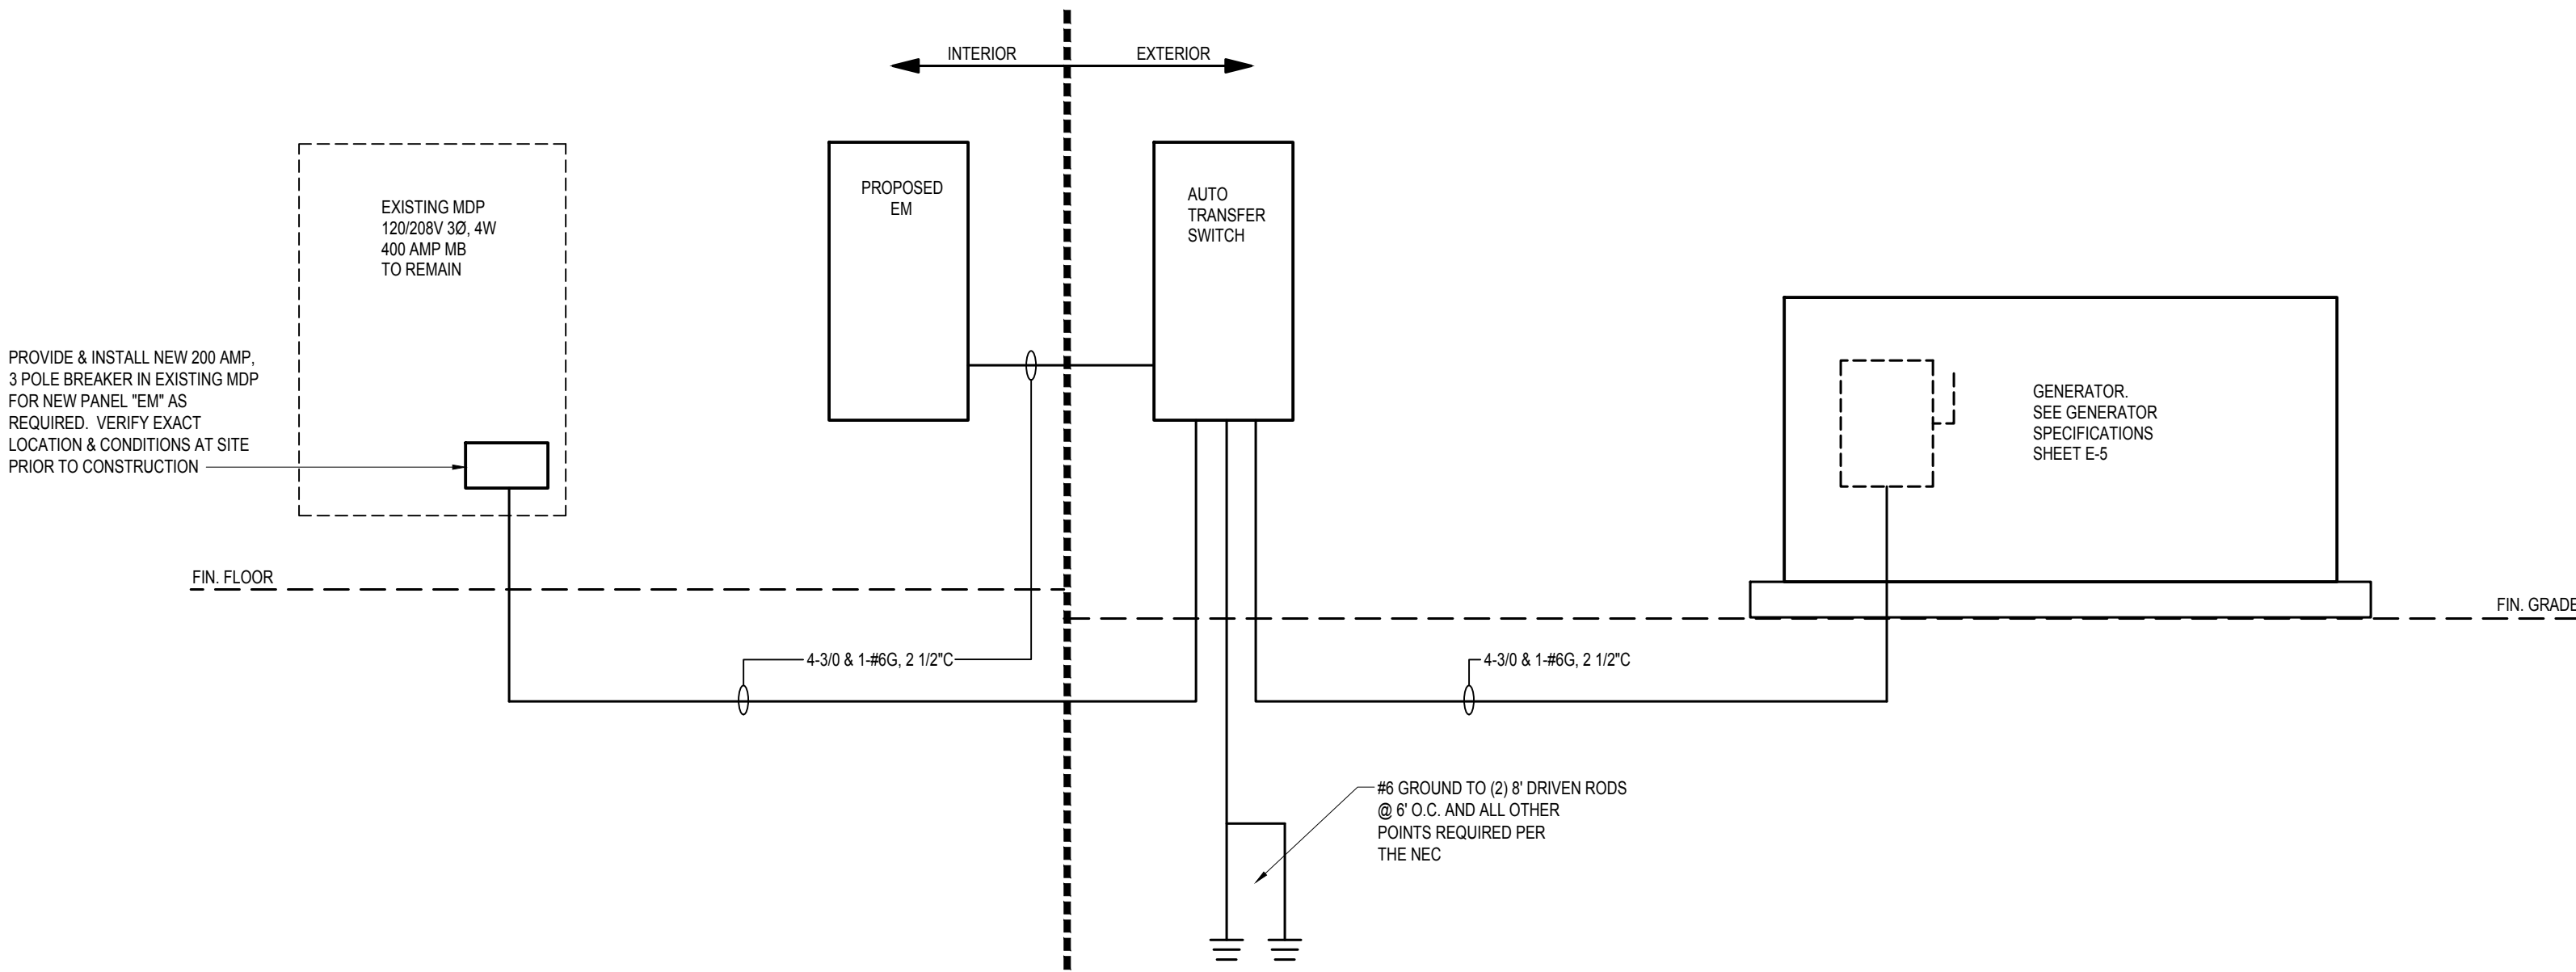 INTERIOR
EXTERIOR
EXISTING MDP
120/208V 3Ø, 4W
400 AMP MB
TO REMAIN
PROPOSED
EM
AUTO
TRANSFER
SWITCH
PROVIDE & INSTALL NEW 200 AMP,
3 POLE BREAKER IN EXISTING MDP
FOR NEW PANEL "EM" AS
REQUIRED. VERIFY EXACT
LOCATION & CONDITIONS AT SITE
PRIOR TO CONSTRUCTION
GENERATOR.
SEE GENERATOR
SPECIFICATIONS
SHEET E-5
FIN. FLOOR
FIN. GRADE
4-3/0 & 1-#6G, 2 1/2"C
4-3/0 & 1-#6G, 2 1/2"C
#6 GROUND TO (2) 8' DRIVEN RODS
@ 6' O.C. AND ALL OTHER
POINTS REQUIRED PER
THE NEC